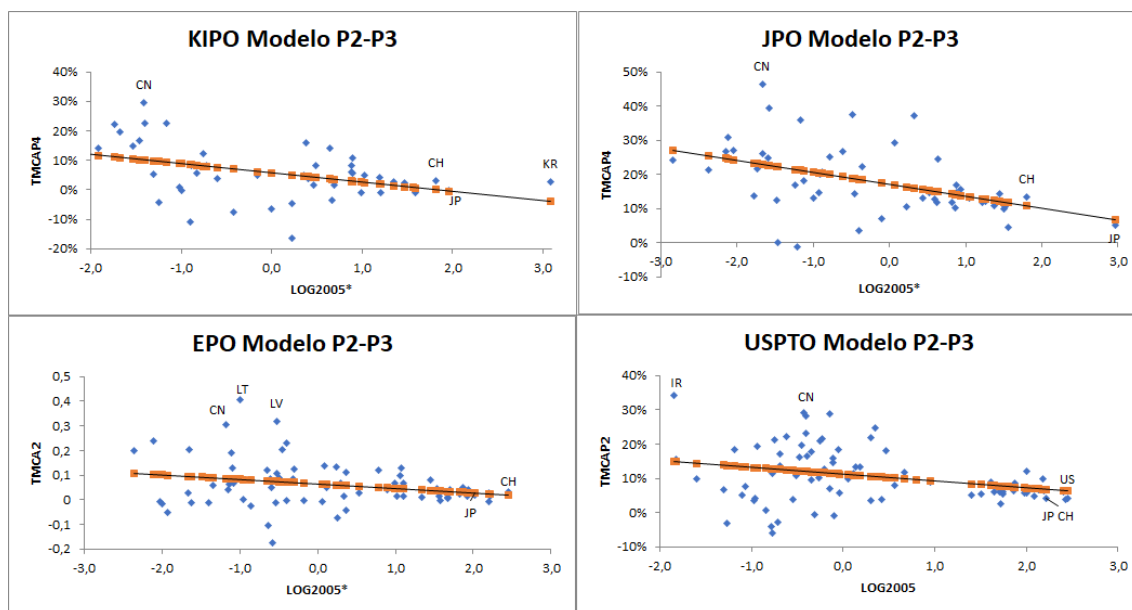 KIPO Modelo P2-P3
40%
30%
20%
10%
0%
-10%
-20%
TMCAP4
CN
CH
KR
JP
-2,0
-1,0
0,0
1,0
2,0
3,0
LOG2005*
JPO Modelo P2-P3
50%
40%
30%
20%
10%
0%
-10%
TMCAP4
CN
CH
JP
-3,0
-2,0
-1,0
0,0
1,0
2,0
3,0
LOG2005*
EPO Modelo P2-P3
0,5
0,4
0,3
0,2
0,1
0
-0,1
-0,2
TMCA2
LT
CN
LV
CH
JP
-3,0
-2,0
-1,0
0,0
1,0
2,0
3,0
LOG2005*
USPTO Modelo P2-P3
40%
30%
20%
10%
0%
-10%
TMCAP2
IR
CN
US
JP CH
-2,0
-1,0
0,0
1,0
2,0
3,0
LOG2005